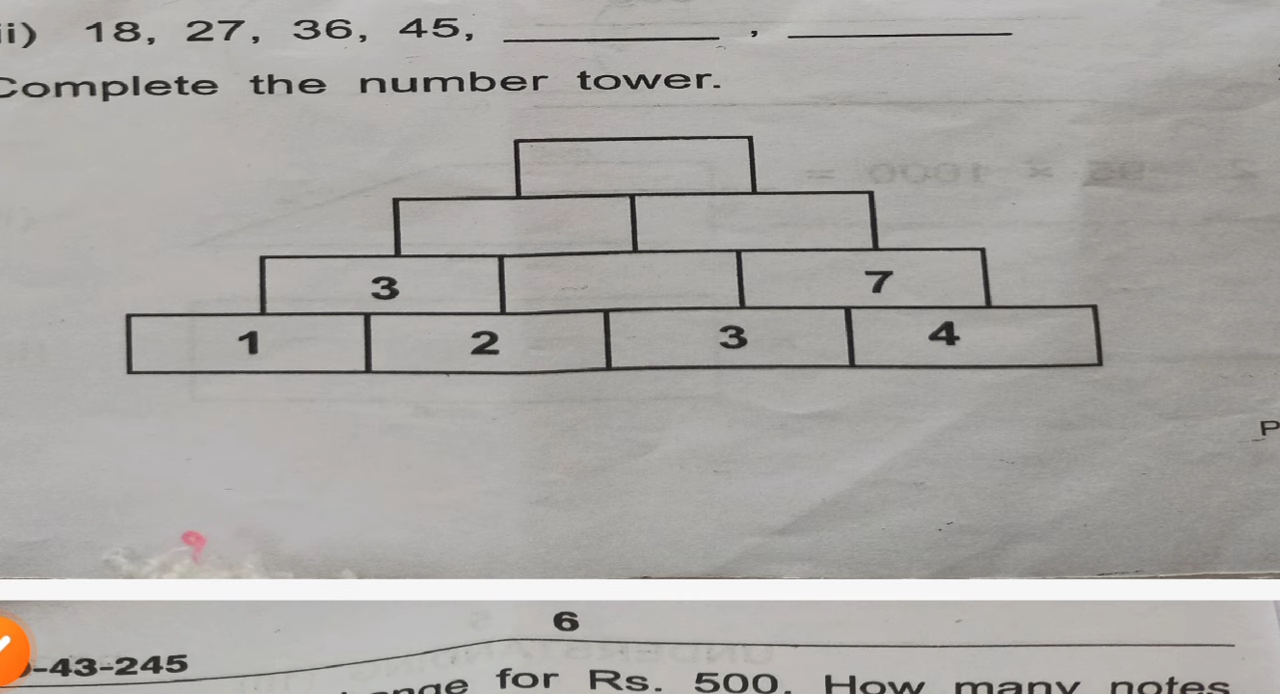 ii) 18, 27, 36, 45, ________ , ________
Complete the number tower.
3 7
1 2 3 4
P
6
-43-245
for Rs. 500. How many notes